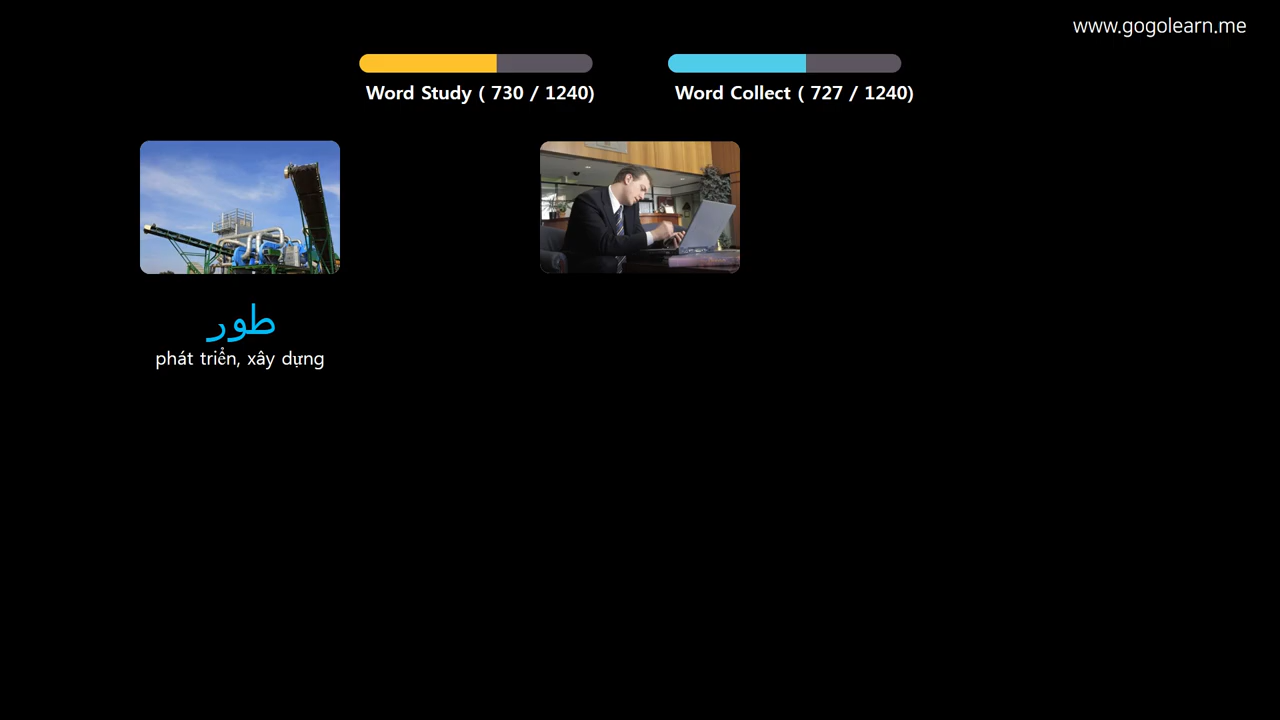 www.gogolearn.me
Word Study ( 730 / 1240)
Word Collect ( 727 / 1240)
طور
phát triển, xây dựng